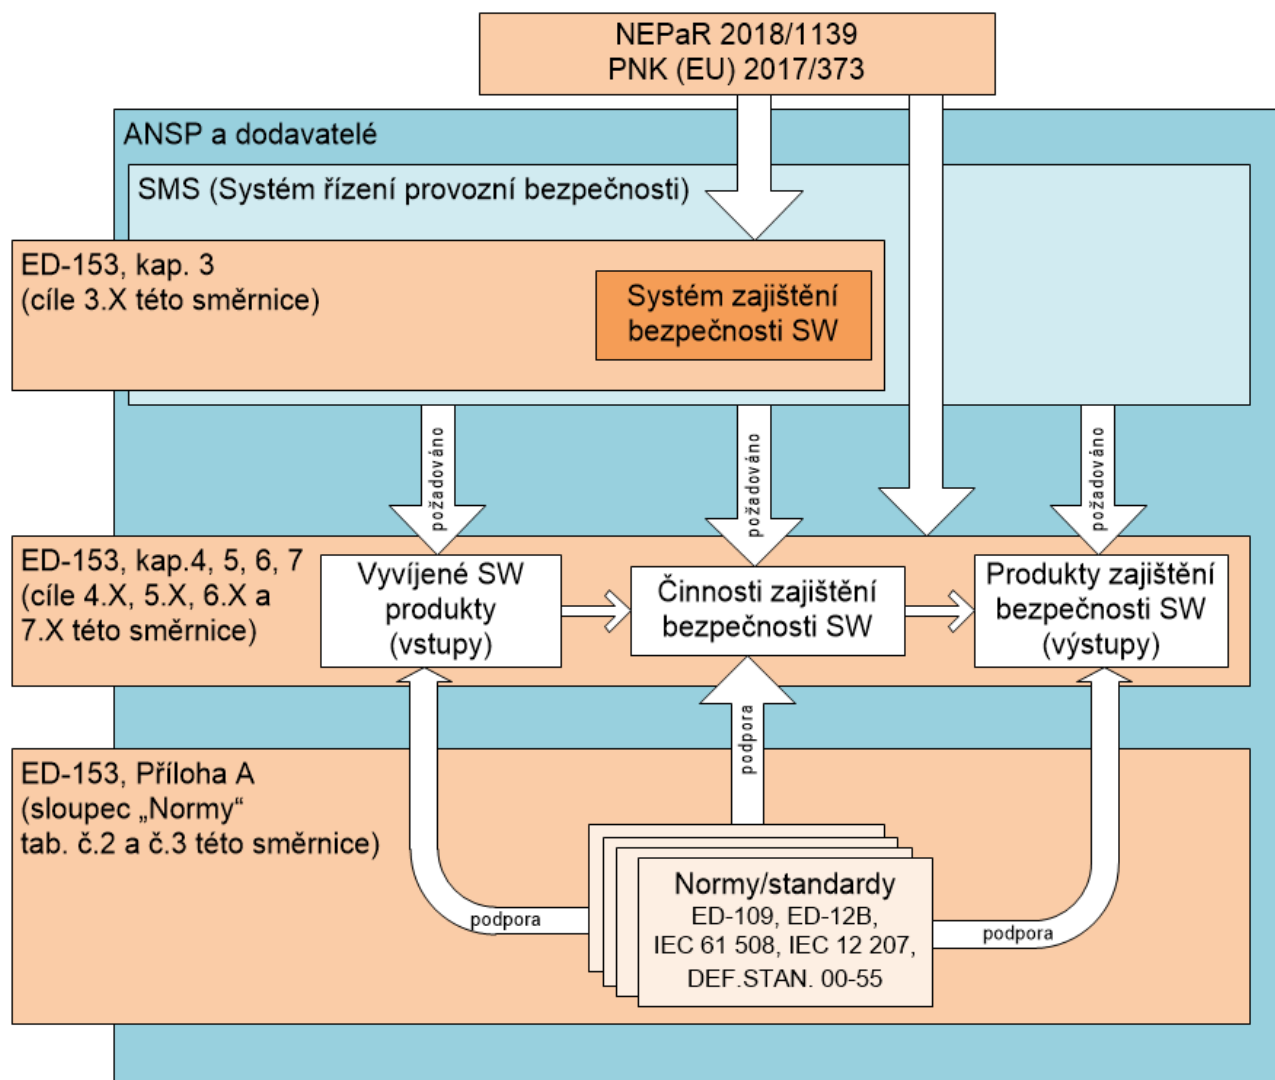 NEPaR 2018/1139
PNK (EU) 2017/373
ANSP a dodavatelé
SMS (Systém řízení provozní bezpečnosti)
ED-153, kap. 3
(cíle 3.X této směrnice)
Systém zajištění
bezpečnosti SW
požadováno
požadováno
požadováno
ED-153, kap.4, 5, 6, 7
(cíle 4.X, 5.X, 6.X a
7.X této směrnice)
Vyvíjené SW
produkty
(vstupy)
Činnosti zajištění
bezpečnosti SW
Produkty zajištění
bezpečnosti SW
(výstupy)
podpora
ED-153, Příloha A
(sloupec „Normy“
tab. č.2 a č.3 této směrnice)
Normy/standardy
ED-109, ED-12B,
IEC 61 508, IEC 12 207,
DEF.STAN. 00-55
podpora
podpora